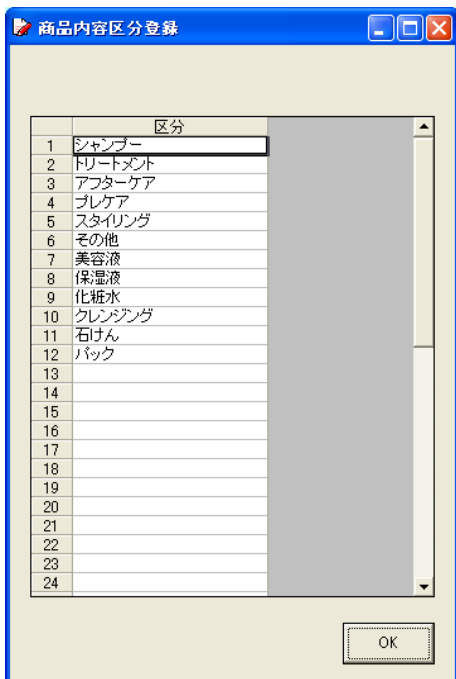 商品内容区分登録
区分
1 シャンプー
2 トリートメント
3 アフターケア
4 プレケア
5 スタイリング
6 その他
7 美容液
8 保湿液
9 化粧水
10 クレンジング
11 石けん
12 パック
13
14
15
16
17
18
19
20
21
22
23
24
OK